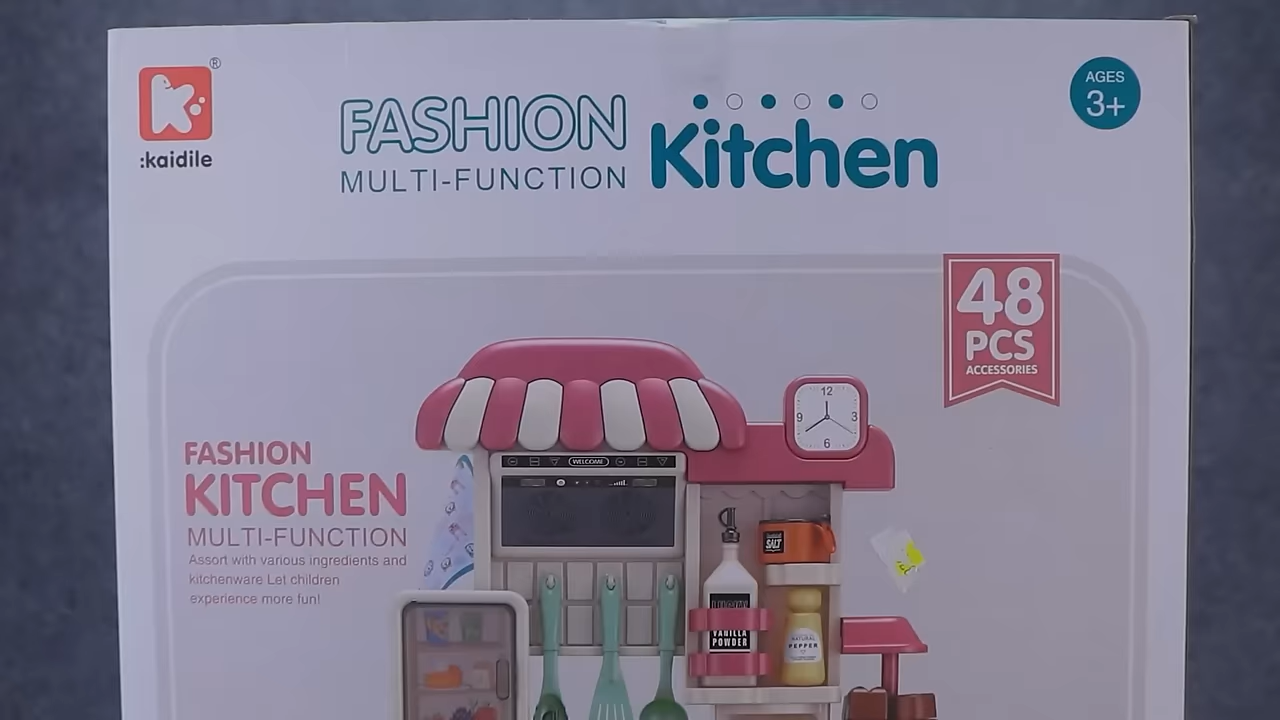 :kaidile
®
FASHION
MULTI-FUNCTION
Kitchen
AGES
3+
48
PCS
ACCESSORIES
FASHION
KITCHEN
MULTI-FUNCTION
Assort with various ingredients and
kitchenware Let children
experience more fun!
WELCOME
12
9 3
6
SALT
VANILLA
POWDER
NATURAL
PEPPER